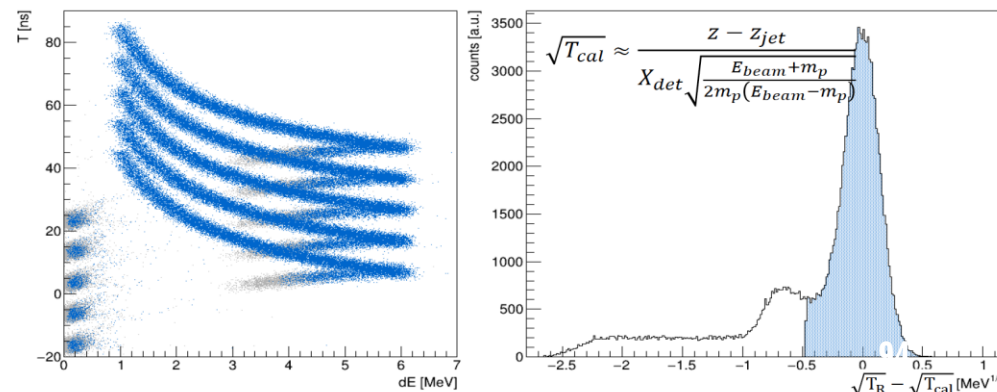 T [ns]
80
60
40
20
0
−20
0 1 2 3 4 5 6 7
dE [MeV]
counts [a.u.]
3500
3000
2500
2000
1500
1000
500
0
√T_cal ≈ (z − z_jet) / (X_det √((E_beam+m_p) / (2m_p(E_beam−m_p))))
−2.5 −2 −1.5 −1 −0.5 0 0.5 1
√T_R − √T_cal [MeV^1/